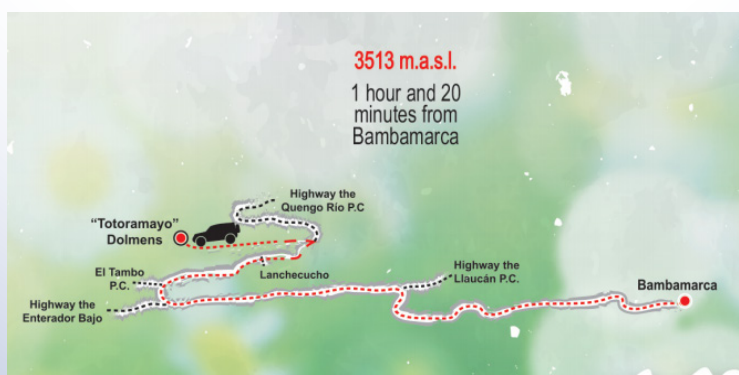 3513 m.a.s.l.
1 hour and 20
minutes from
Bambamarca
Highway the
Quengo Río P.C
"Totoramayo"
Dolmens
El Tambo
P.C.
Lanchecucho
Highway the
Llaucán P.C.
Bambamarca
Highway the
Enterador Bajo